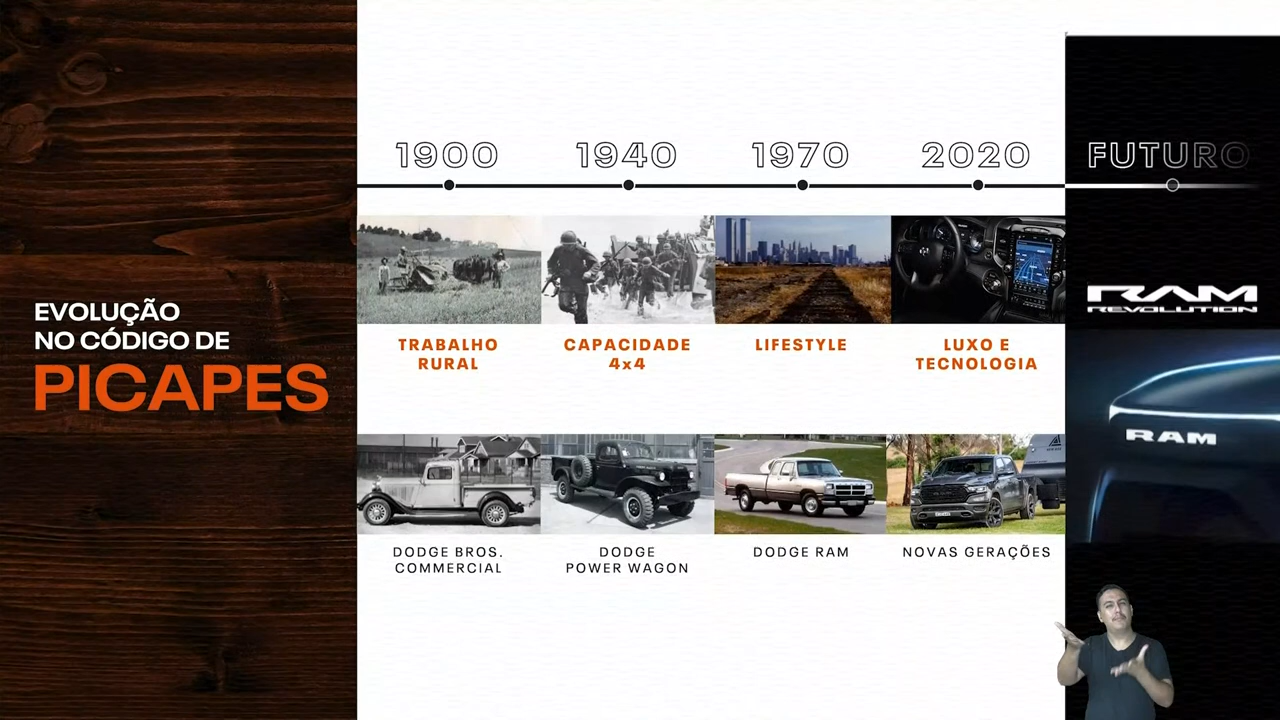 EVOLUÇÃO
NO CÓDIGO DE
PICAPES
1900
1940
1970
2020
FUTURO
TRABALHO
RURAL
CAPACIDADE
4x4
LIFESTYLE
LUXO E
TECNOLOGIA
RAM
REVOLUTION
RAM
DODGE BROS.
COMMERCIAL
DODGE
POWER WAGON
DODGE RAM
NOVAS GERAÇÕES